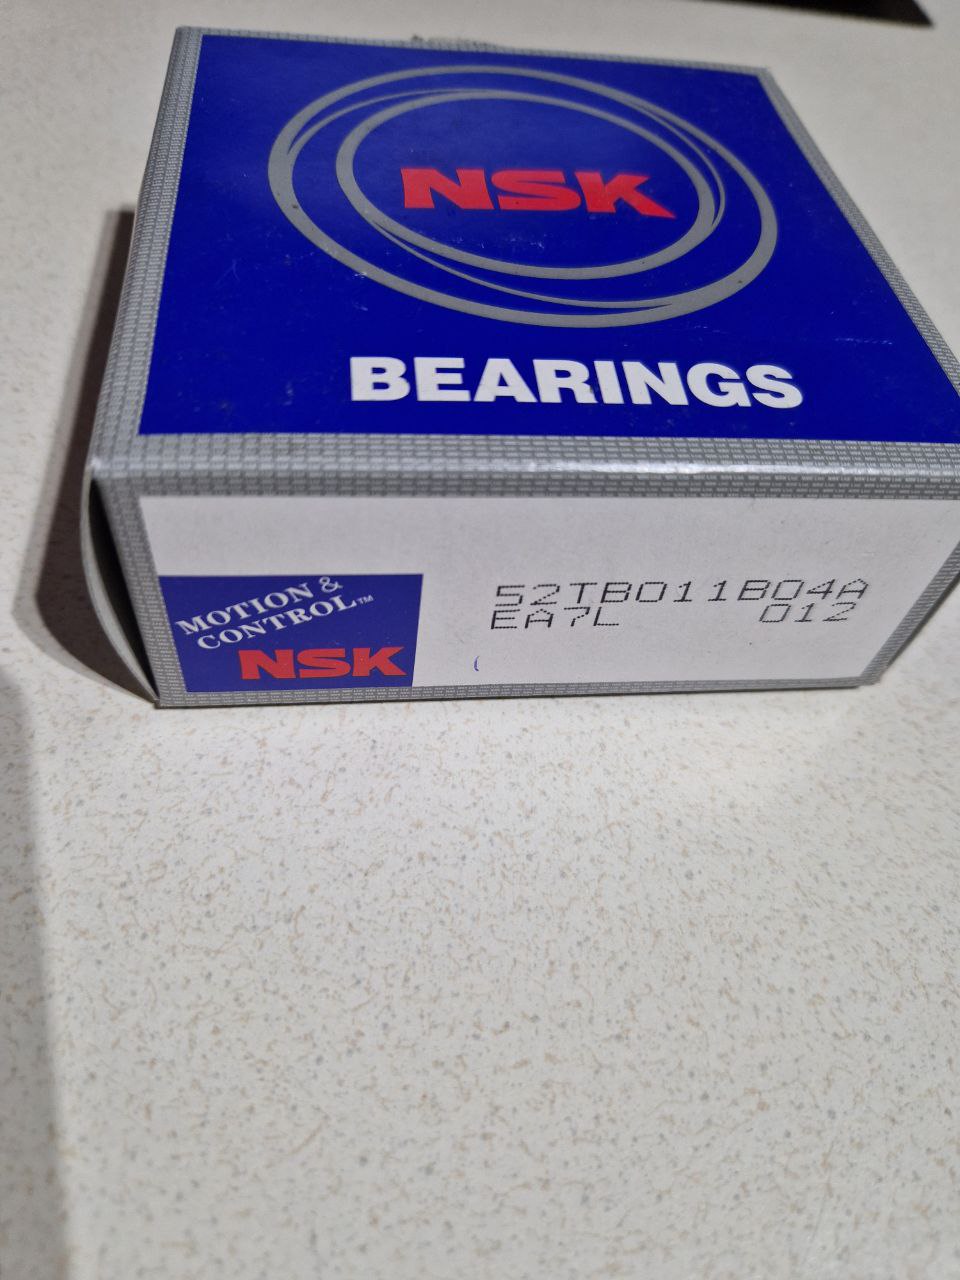 NSK
BEARINGS
MOTION &
CONTROL™
NSK
52TB011B04A
EA7L 012